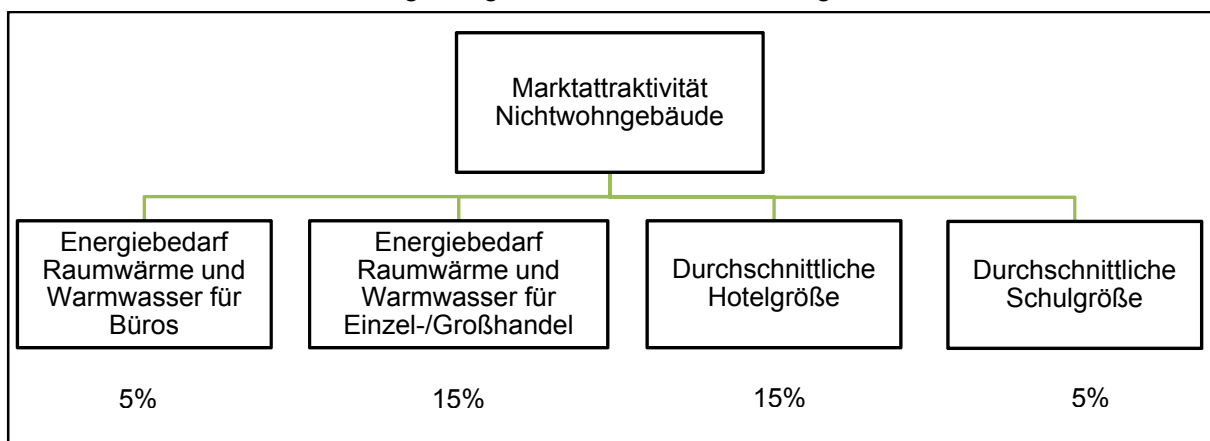 Marktattraktivität
Nichtwohngebäude
Energiebedarf
Raumwärme und
Warmwasser für
Büros
Energiebedarf
Raumwärme und
Warmwasser für
Einzel-/Großhandel
Durchschnittliche
Hotelgröße
Durchschnittliche
Schulgröße
5%
15%
15%
5%